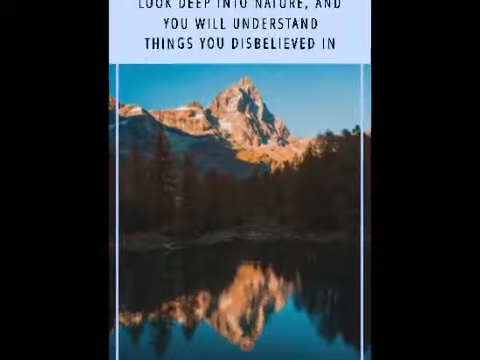 LOOK DEEP INTO NATURE, AND
YOU WILL UNDERSTAND
THINGS YOU DISBELIEVED IN